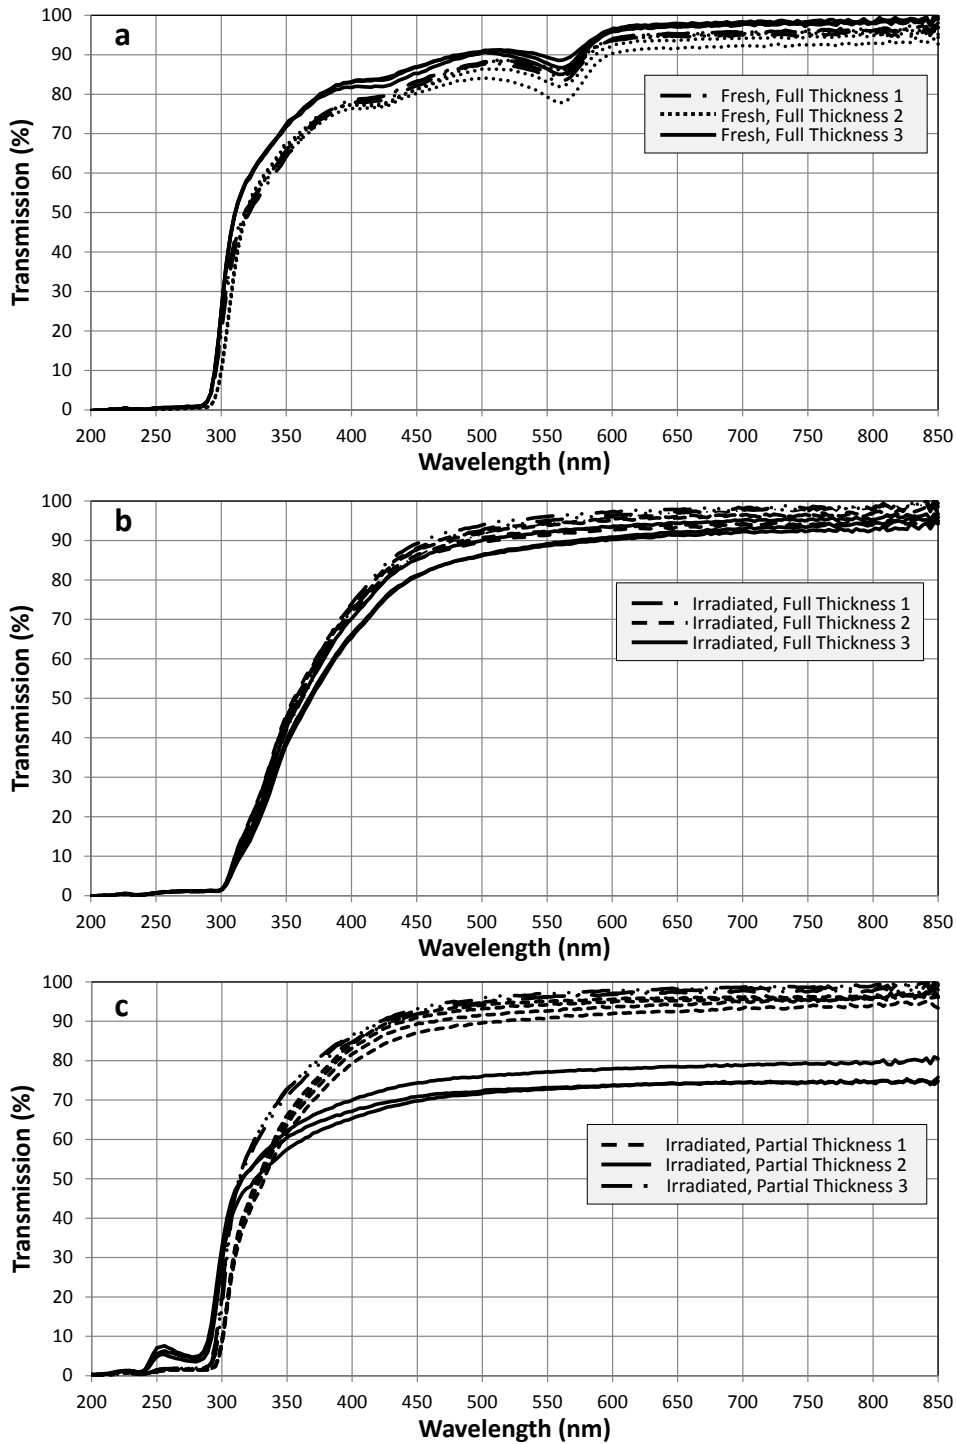 a
100
90
80
70
60
50
40
30
20
10
0
Transmission (%)
Fresh, Full Thickness 1
Fresh, Full Thickness 2
Fresh, Full Thickness 3
200 250 300 350 400 450 500 550 600 650 700 750 800 850
Wavelength (nm)
b
100
90
80
70
60
50
40
30
20
10
0
Transmission (%)
Irradiated, Full Thickness 1
Irradiated, Full Thickness 2
Irradiated, Full Thickness 3
200 250 300 350 400 450 500 550 600 650 700 750 800 850
Wavelength (nm)
c
100
90
80
70
60
50
40
30
20
10
0
Transmission (%)
Irradiated, Partial Thickness 1
Irradiated, Partial Thickness 2
Irradiated, Partial Thickness 3
200 250 300 350 400 450 500 550 600 650 700 750 800 850
Wavelength (nm)